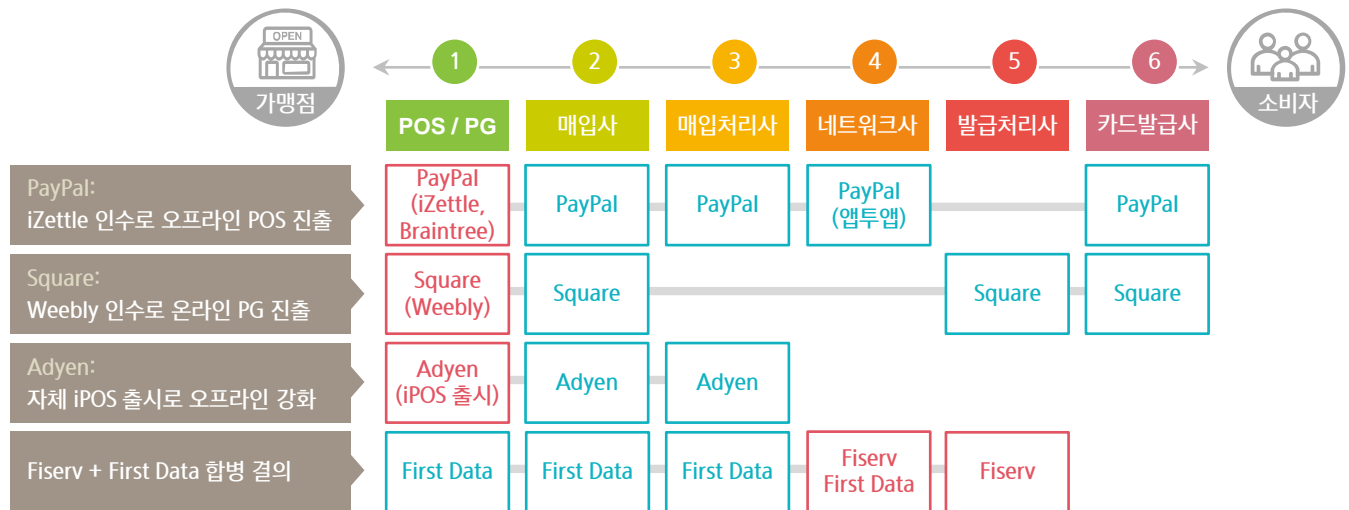 OPEN
가맹점
1
2
3
4
5
6
소비자
POS / PG
매입사
매입처리사
네트워크사
발급처리사
카드발급사
PayPal:
iZettle 인수로 오프라인 POS 진출
PayPal
(iZettle,
Braintree)
PayPal
PayPal
PayPal
(앱투앱)
PayPal
Square:
Weebly 인수로 온라인 PG 진출
Square
(Weebly)
Square
Square
Square
Adyen:
자체 iPOS 출시로 오프라인 강화
Adyen
(iPOS 출시)
Adyen
Adyen
Fiserv + First Data 합병 결의
First Data
First Data
First Data
Fiserv
First Data
Fiserv